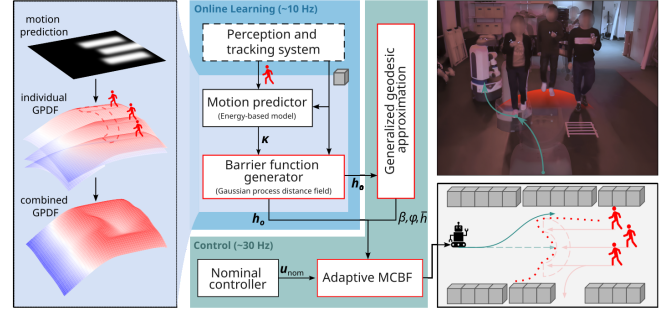 motion
prediction
individual
GPDF
combined
GPDF
Online Learning (~10 Hz)
Perception and
tracking system
Motion predictor
(Energy-based model)
κ
Barrier function
generator
(Gaussian process distance field)
h_o
h_o
Generalized geodesic
approximation
β,φ,h̄
Control (~30 Hz)
Nominal
controller
u_nom
Adaptive MCBF